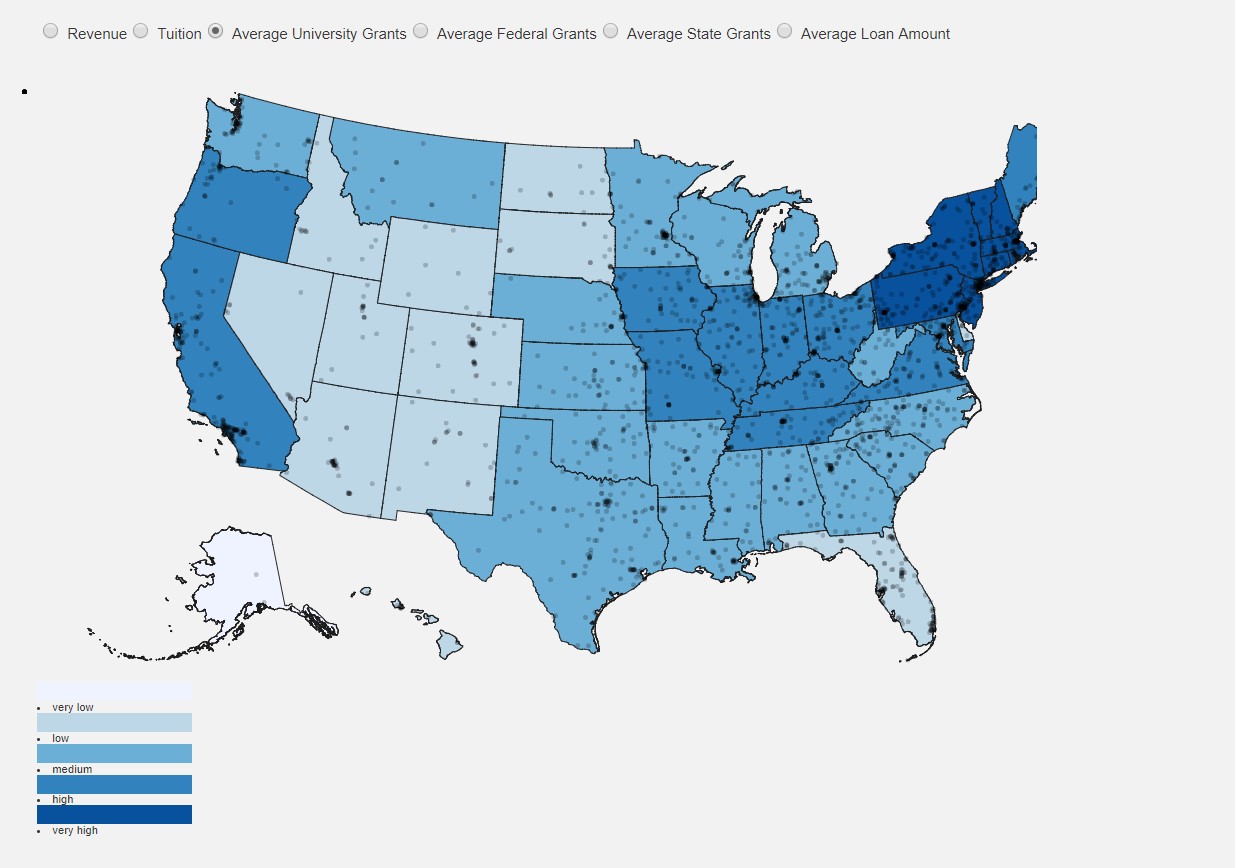 Revenue Tuition Average University Grants Average Federal Grants Average State Grants Average Loan Amount
very low
low
medium
high
very high